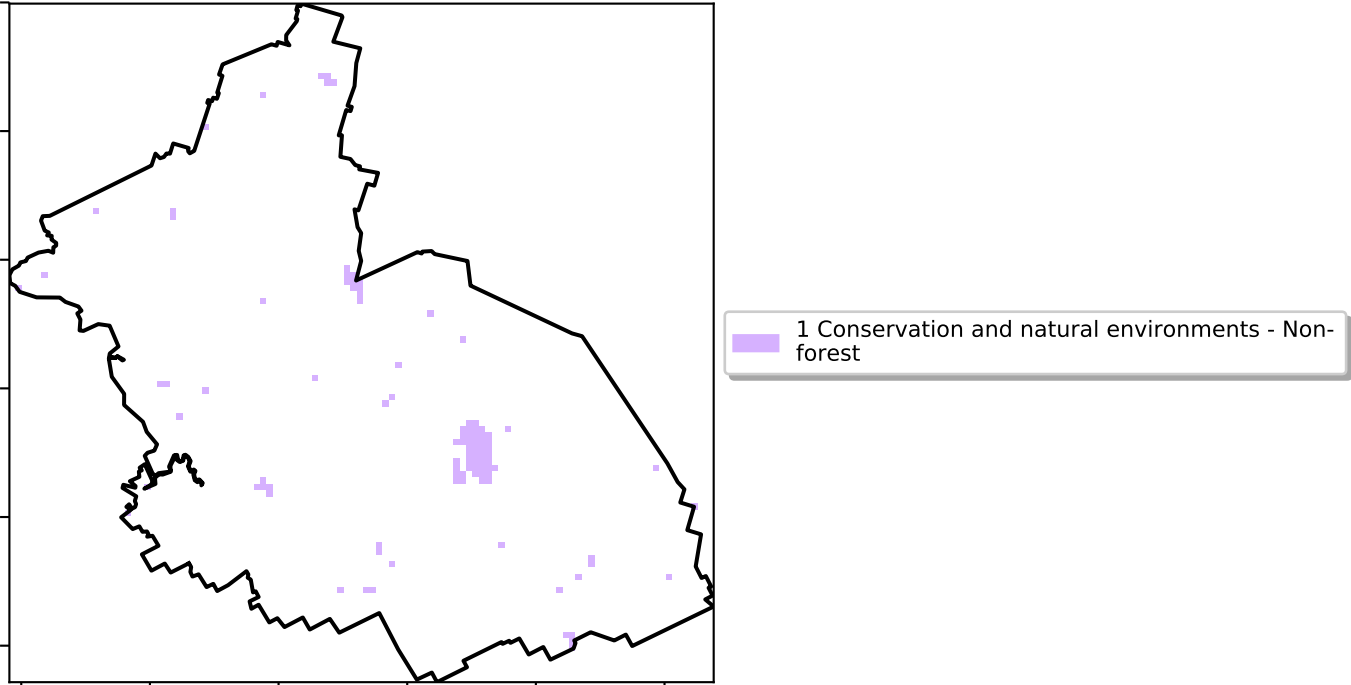 1 Conservation and natural environments - Non-
forest